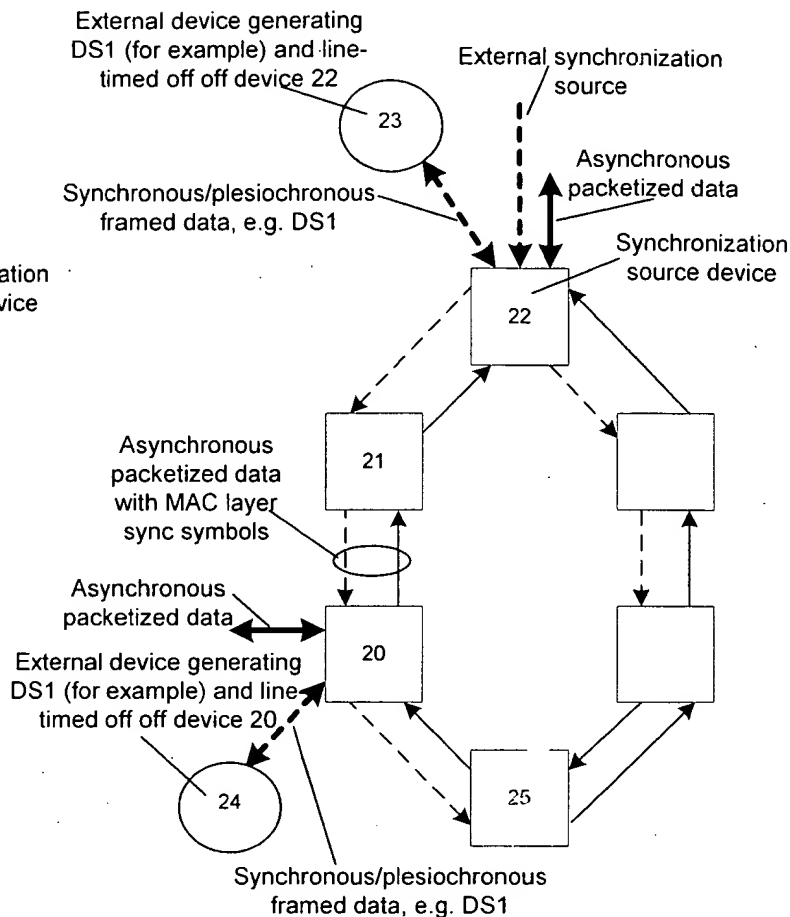 External device generating
DS1 (for example) and line-
timed off off device 22
External synchronization
source
23
Asynchronous
packetized data
Synchronous/plesiochronous
framed data, e.g. DS1
Synchronization
source device
ation
vice
22
Asynchronous
packetized data
with MAC layer
sync symbols
21
Asynchronous
packetized data
20
External device generating
DS1 (for example) and line
timed off off device 20
24
25
Synchronous/plesiochronous
framed data, e.g. DS1